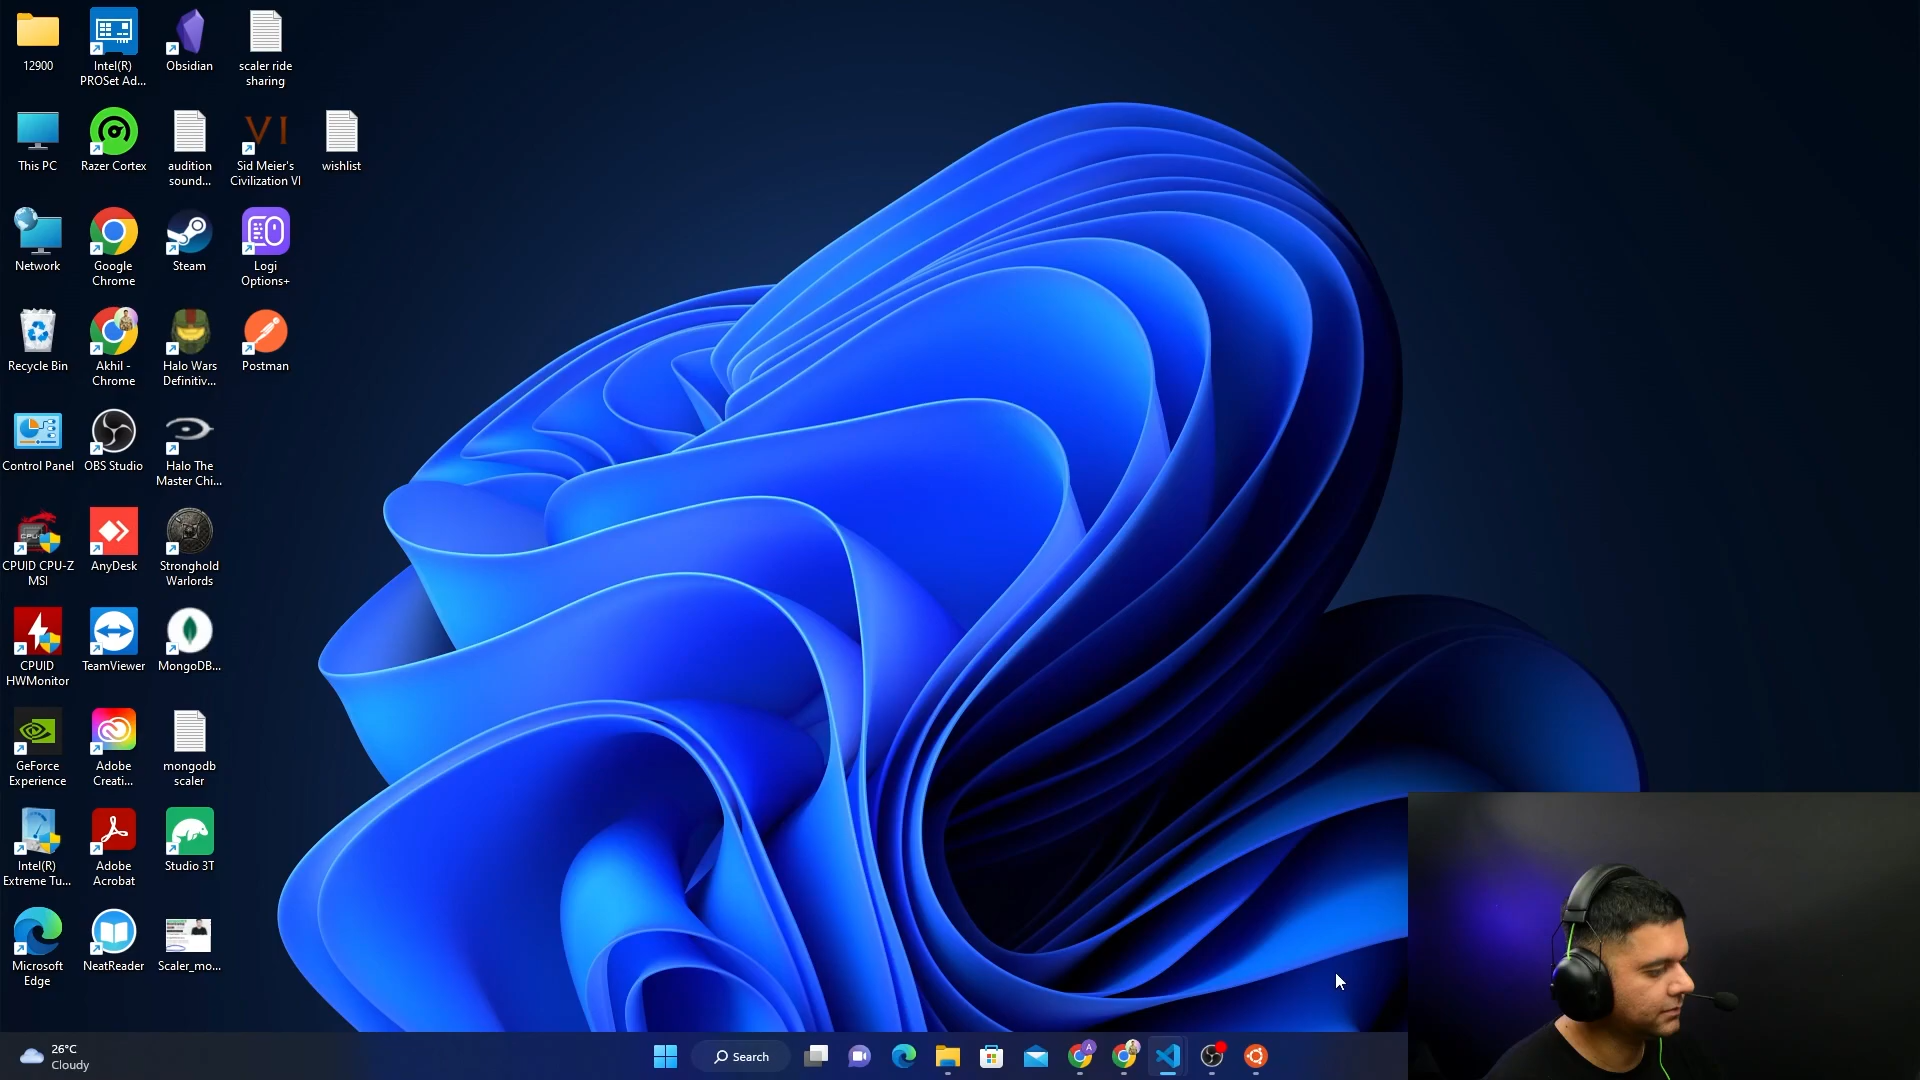 12900
Intel(R)
PROSet Ad...
Obsidian
scaler ride
sharing
This PC
Razer Cortex
audition
sound...
VI
Sid Meier's
Civilization VI
wishlist
Network
Google
Chrome
Steam
Logi
Options+
Recycle Bin
Akhil -
Chrome
Halo Wars
Definitiv...
Postman
Control Panel
OBS Studio
Halo The
Master Chi...
CPUID CPU-Z
MSI
AnyDesk
Stronghold
Warlords
CPUID
HWMonitor
TeamViewer
MongoDB...
GeForce
Experience
Adobe
Creati...
mongodb
scaler
Intel(R)
Extreme Tu...
Adobe
Acrobat
Studio 3T
Microsoft
Edge
NeatReader
Scaler_mo...
26°C
Cloudy
Search
A